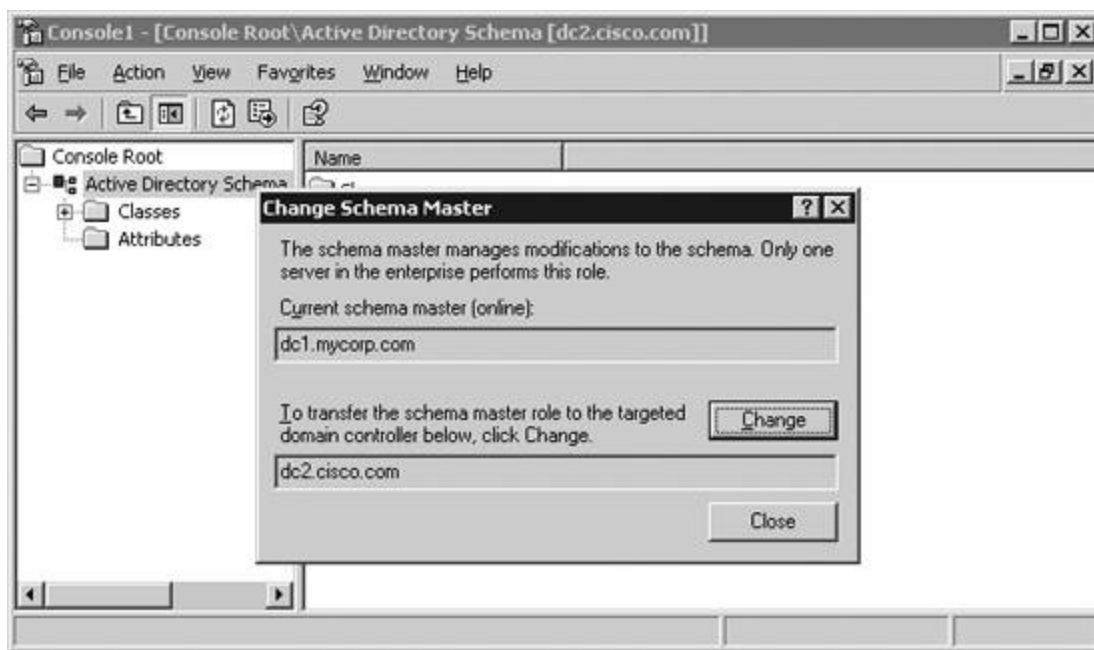 Console1 - [Console Root\Active Directory Schema [dc2.cisco.com]]
File Action View Favorites Window Help
Console Root
Name
Active Directory Schema
Classes
Attributes
Change Schema Master
The schema master manages modifications to the schema. Only one
server in the enterprise performs this role.
Current schema master (online):
dc1.mycorp.com
To transfer the schema master role to the targeted
domain controller below, click Change.
Change
dc2.cisco.com
Close